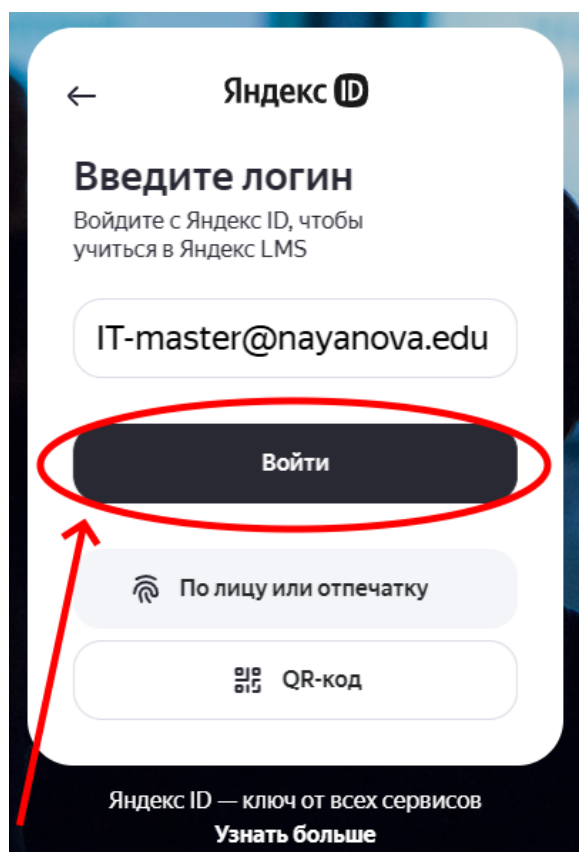 Яндекс ID
Введите логин
Войдите с Яндекс ID, чтобы
учиться в Яндекс LMS
IT-master@nayanova.edu
Войти
По лицу или отпечатку
QR-код
Яндекс ID — ключ от всех сервисов
Узнать больше